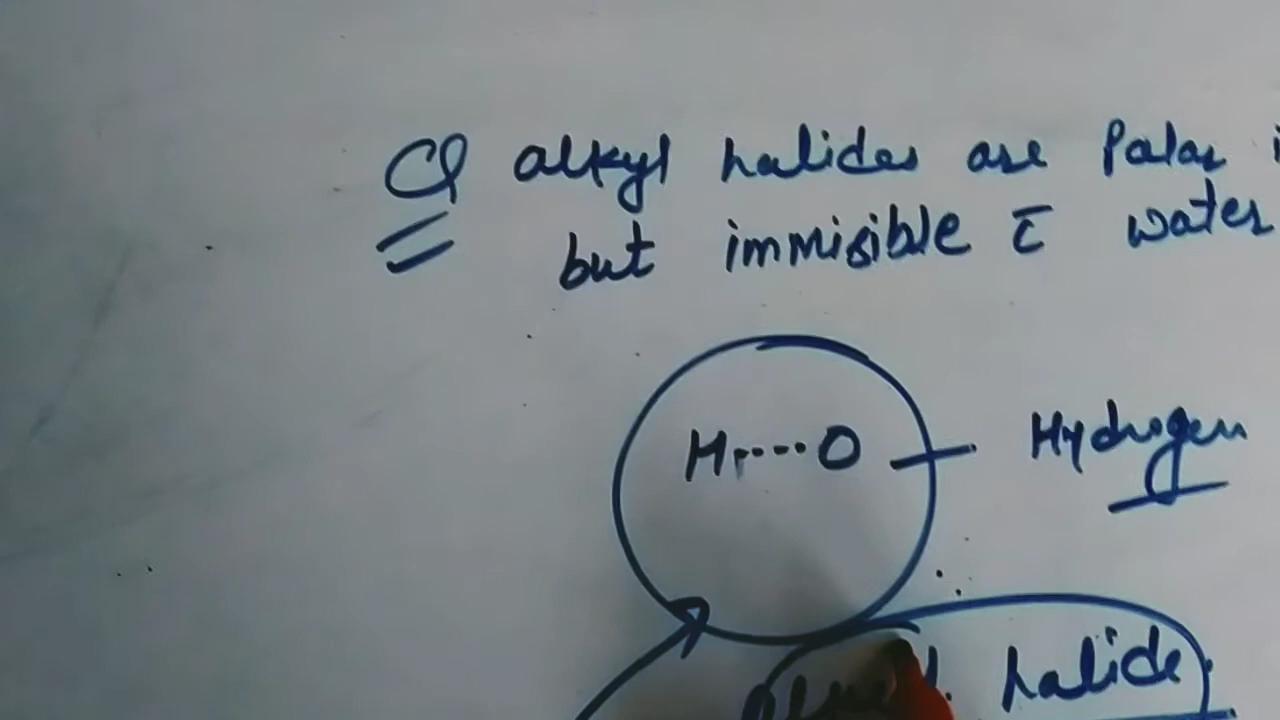 Q alkyl halides are Polar
but immisible c̄ water
H....O — Hydrogen
halide